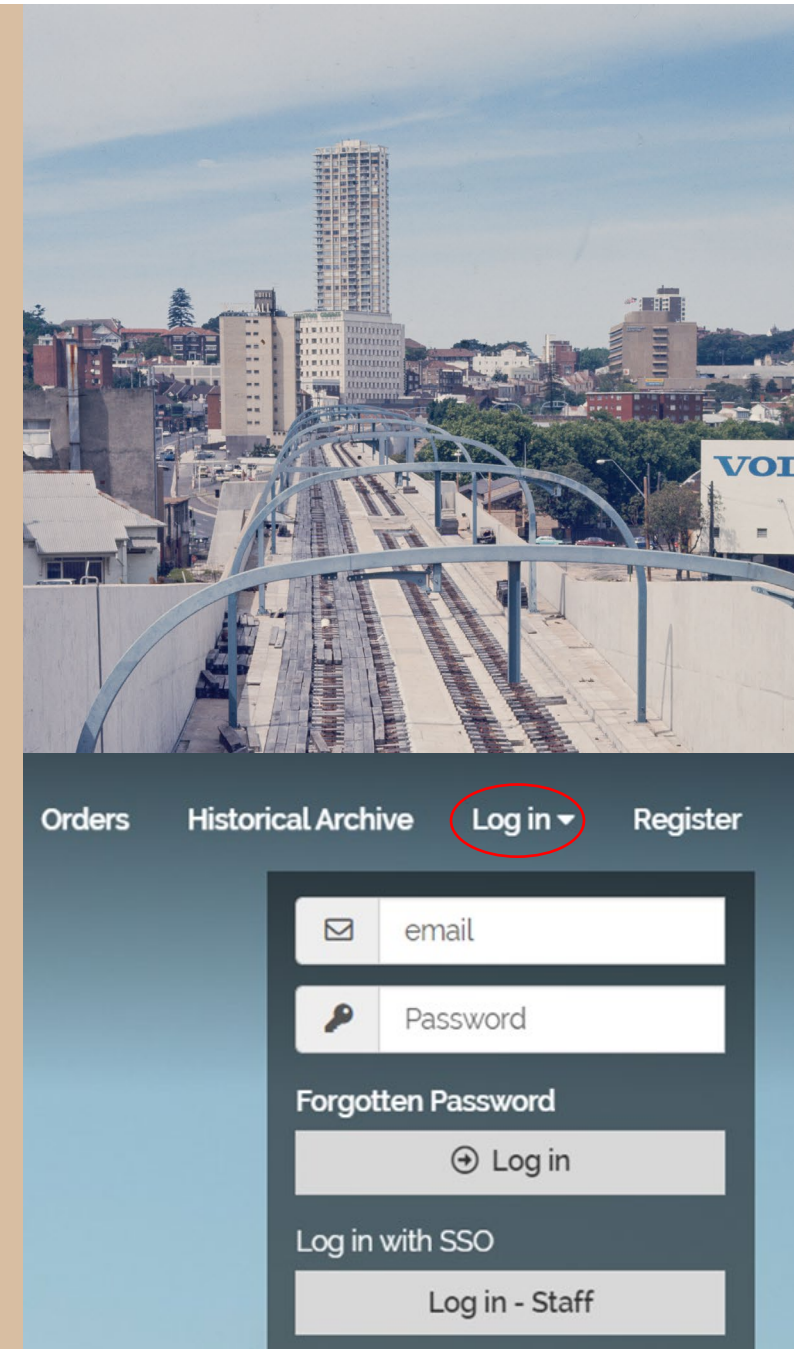 VOL
Orders Historical Archive Log in Register
email
Password
Forgotten Password
Log in
Log in with SSO
Log in - Staff